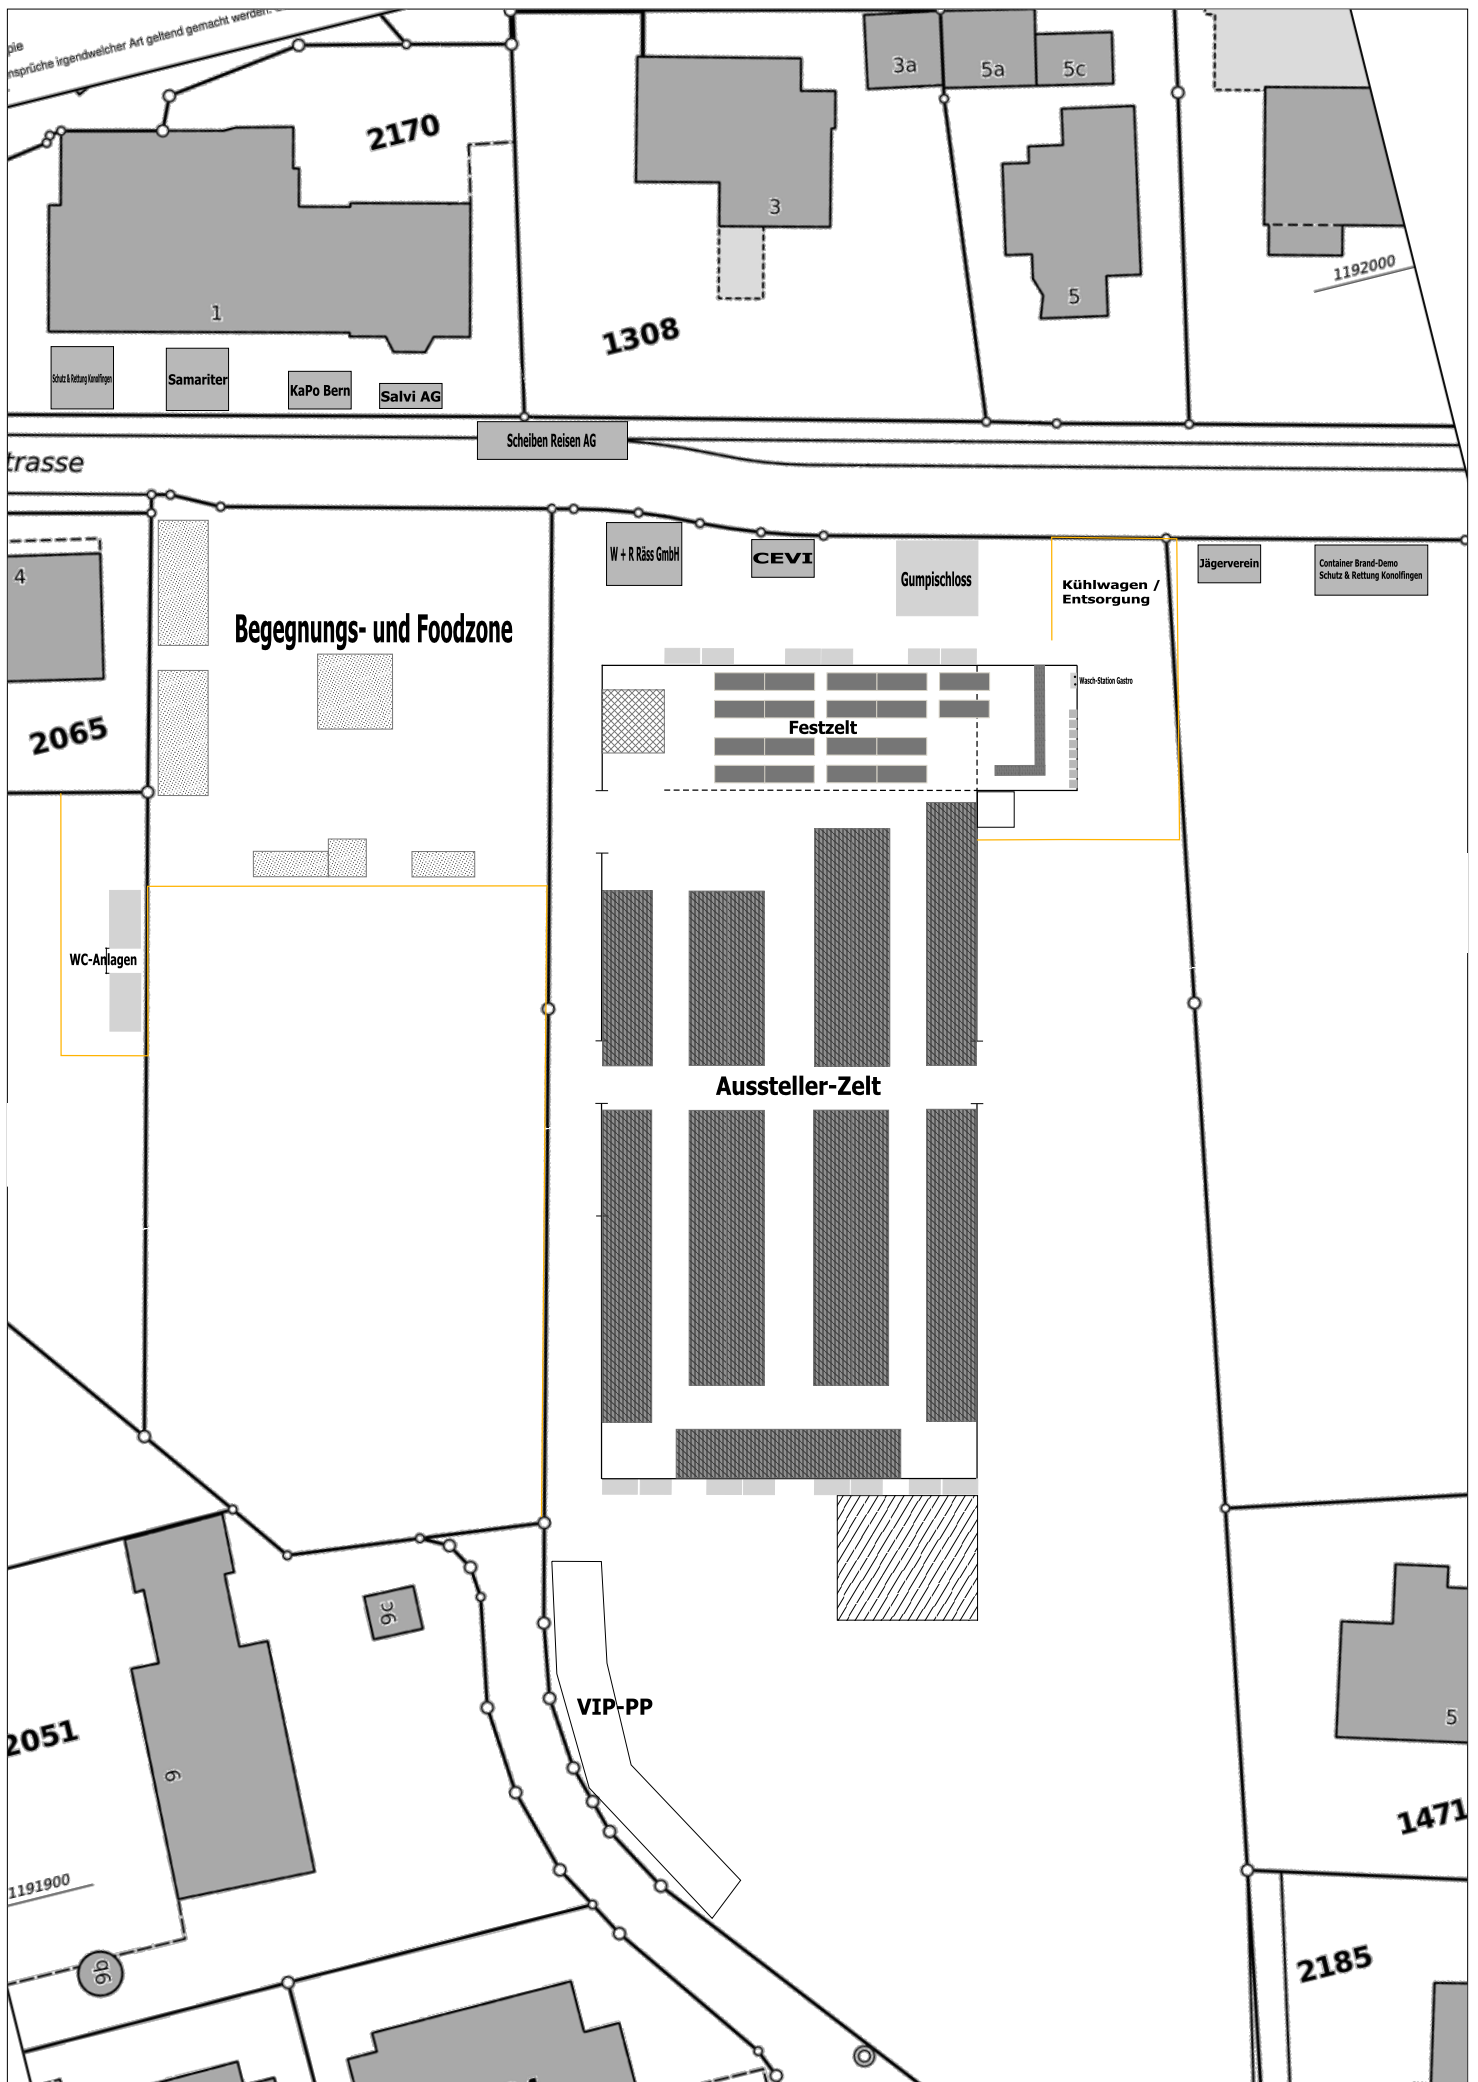 pie
nsprüche irgendwelcher Art geltend gemacht werden.
2170
1
3
3a
5a
5c
5
1308
1192000
Schutz & Rettung Konolfingen
Samariter
KaPo Bern
Salvi AG
Scheiben Reisen AG
trasse
4
2065
Begegnungs- und Foodzone
W + R Räss GmbH
CEVI
Gumpischloss
Kühlwagen /
Entsorgung
Jägerverein
Container Brand-Demo
Schutz & Rettung Konolfingen
Wasch-Station Gastro
Festzelt
WC-Anlagen
Aussteller-Zelt
9c
VIP-PP
2051
9
1191900
9b
5
1471
2185